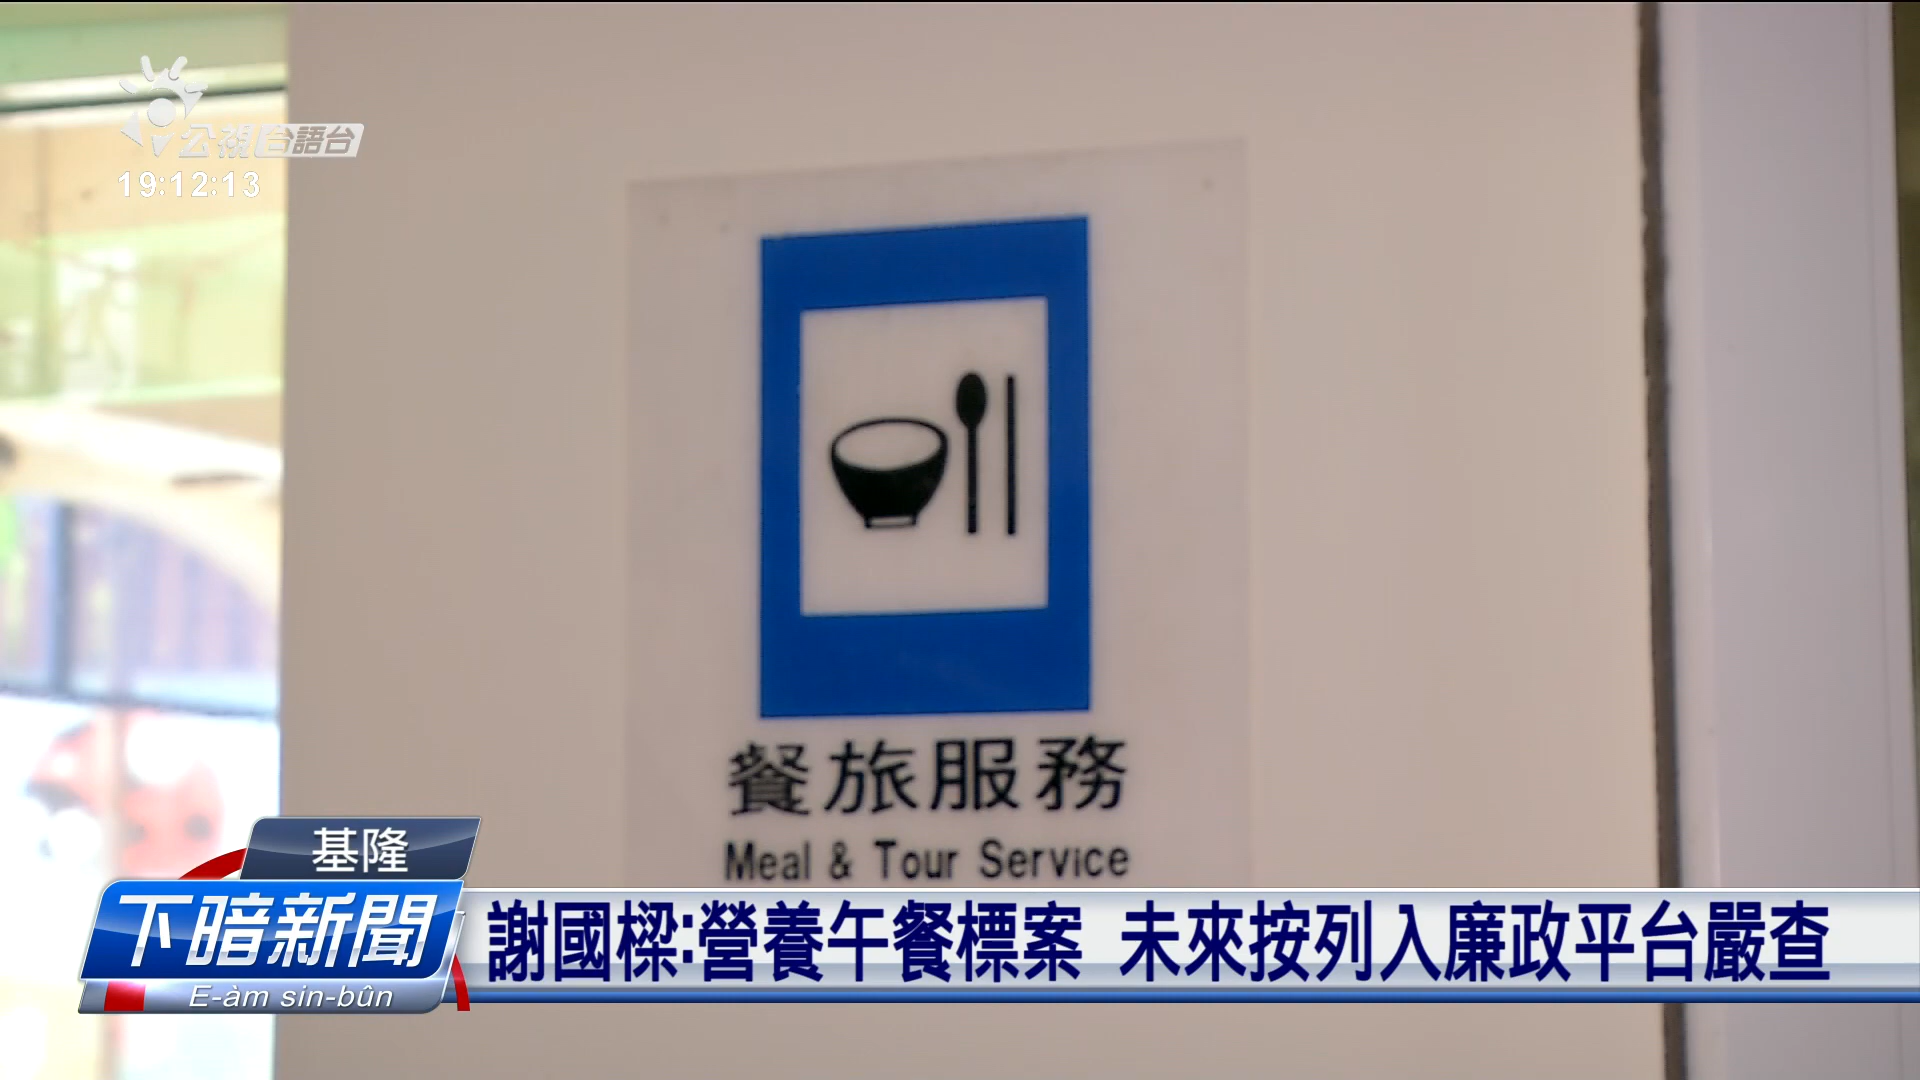 公視台語台
19:12:13
餐旅服務
Meal & Tour Service
基隆
下暗新聞
E-àm sin-bûn
謝國樑:營養午餐標案 未來按列入廉政平台嚴查